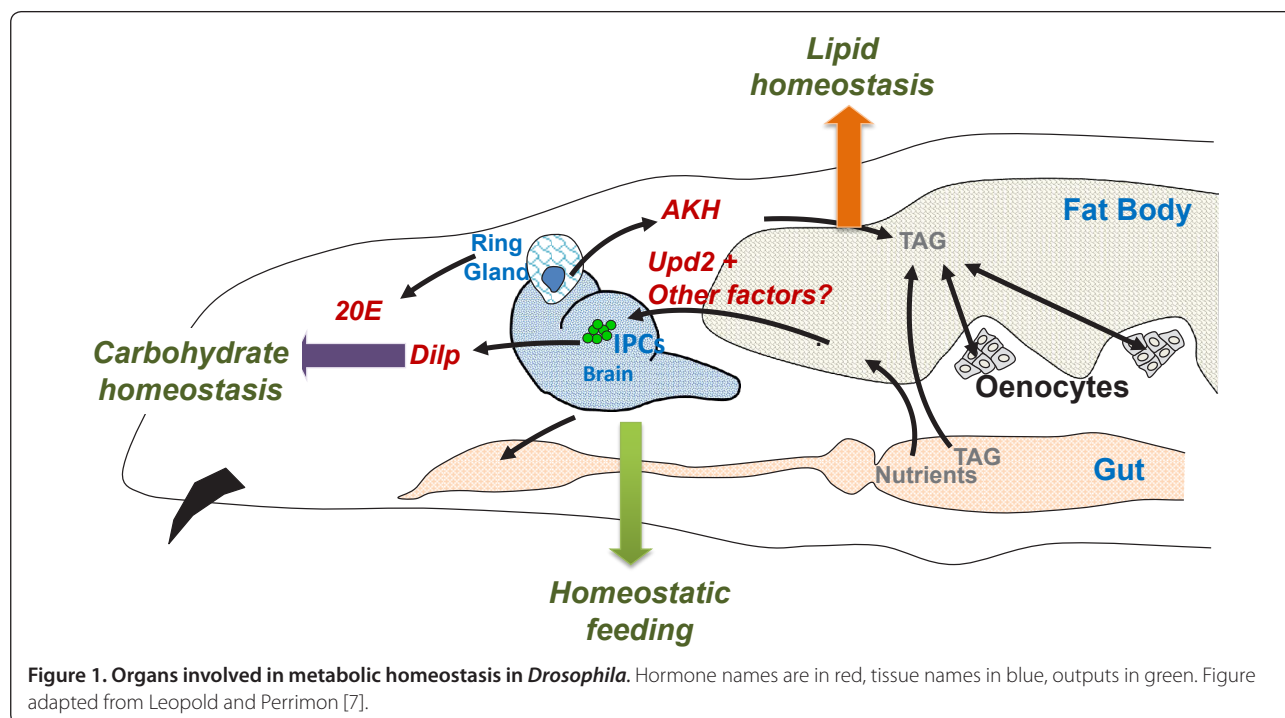 Lipid
homeostasis
AKH
Fat Body
Ring
Gland
TAG
Upd2 +
Other factors?
20E
IPCs
Carbohydrate
homeostasis
Dilp
Brain
Oenocytes
TAG
Nutrients
Gut
Homeostatic
feeding
Figure 1. Organs involved in metabolic homeostasis in Drosophila. Hormone names are in red, tissue names in blue, outputs in green. Figure
adapted from Leopold and Perrimon [7].